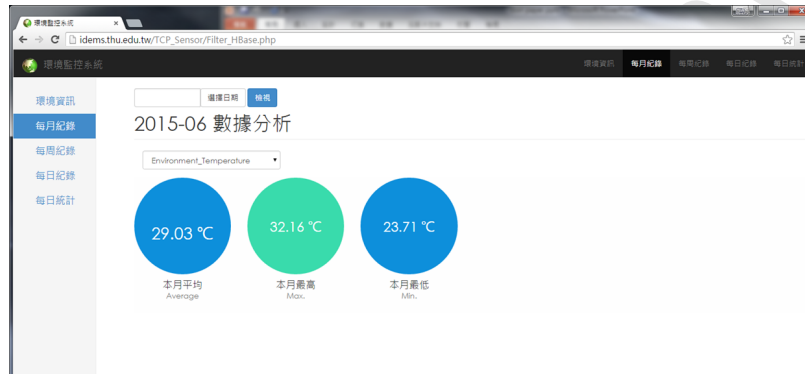 環境監控系統
idems.thu.edu.tw/TCP_Sensor/Filter_HBase.php
環境監控系統
環境資訊 每月紀錄 每周紀錄 每日紀錄 每日統計
環境資訊
每月紀錄
每周紀錄
每日紀錄
每日統計
選擇日期 檢視
2015-06 數據分析
Environment_Temperature
29.03 °C 32.16 °C 23.71 °C
本月平均 本月最高 本月最低
Average Max. Min.